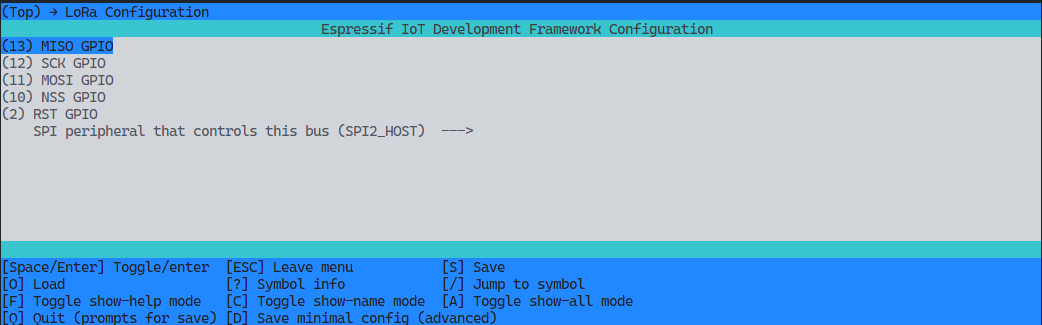 (Top) → LoRa Configuration
Espressif IoT Development Framework Configuration
(13) MISO GPIO
(12) SCK GPIO
(11) MOSI GPIO
(10) NSS GPIO
(2) RST GPIO
SPI peripheral that controls this bus (SPI2_HOST)  --->
[Space/Enter] Toggle/enter  [ESC] Leave menu           [S] Save
[O] Load                    [?] Symbol info            [/] Jump to symbol
[F] Toggle show-help mode   [C] Toggle show-name mode  [A] Toggle show-all mode
[Q] Quit (prompts for save) [D] Save minimal config (advanced)